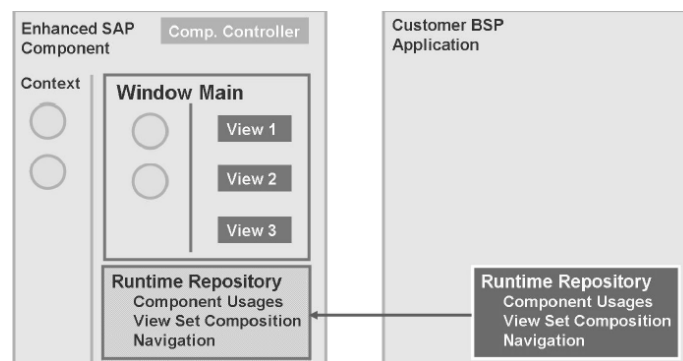 Enhanced SAP
Component
Comp. Controller
Context
Window Main
View 1
View 2
View 3
Runtime Repository
Component Usages
View Set Composition
Navigation
Customer BSP
Application
Runtime Repository
Component Usages
View Set Composition
Navigation